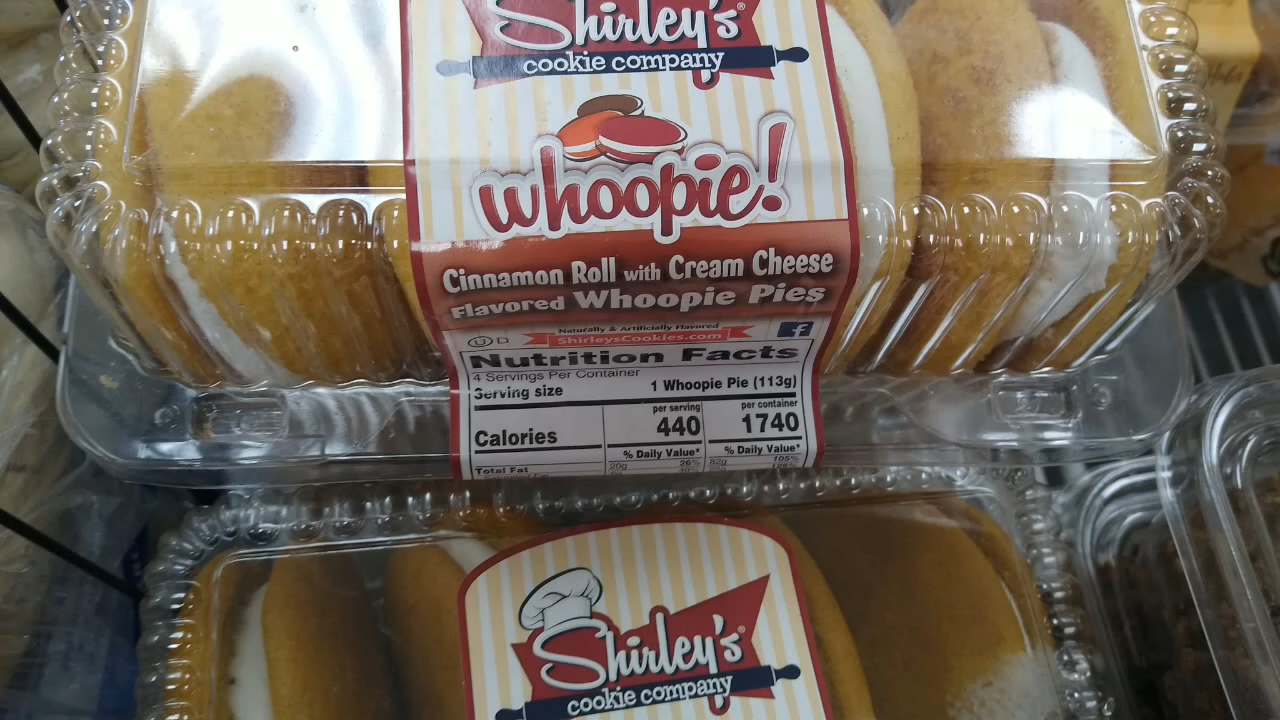 Shirley's®
cookie company
whoopie!
Cinnamon Roll with Cream Cheese
Flavored Whoopie Pies
Naturally & Artificially Flavored
U D
ShirleysCookies.com
f
Nutrition Facts
4 Servings Per Container
Serving size 1 Whoopie Pie (113g)
per serving per container
Calories 440 1740
% Daily Value* % Daily Value*
Total Fat 20g 26% 82g 105%
Shirley's®
cookie company